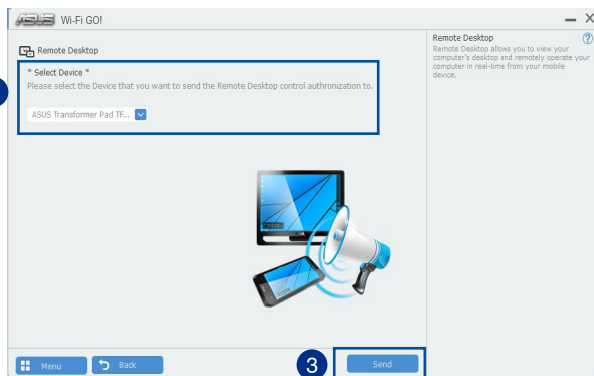 ASUS Wi-Fi GO!
Remote Desktop
* Select Device *
Please select the Device that you want to send the Remote Desktop control authronization to.
ASUS Transformer Pad TF...
Remote Desktop
Remote Desktop allows you to view your
computer's desktop and remotely operate your
computer in real-time from your mobile
device.
Menu
Back
3
Send